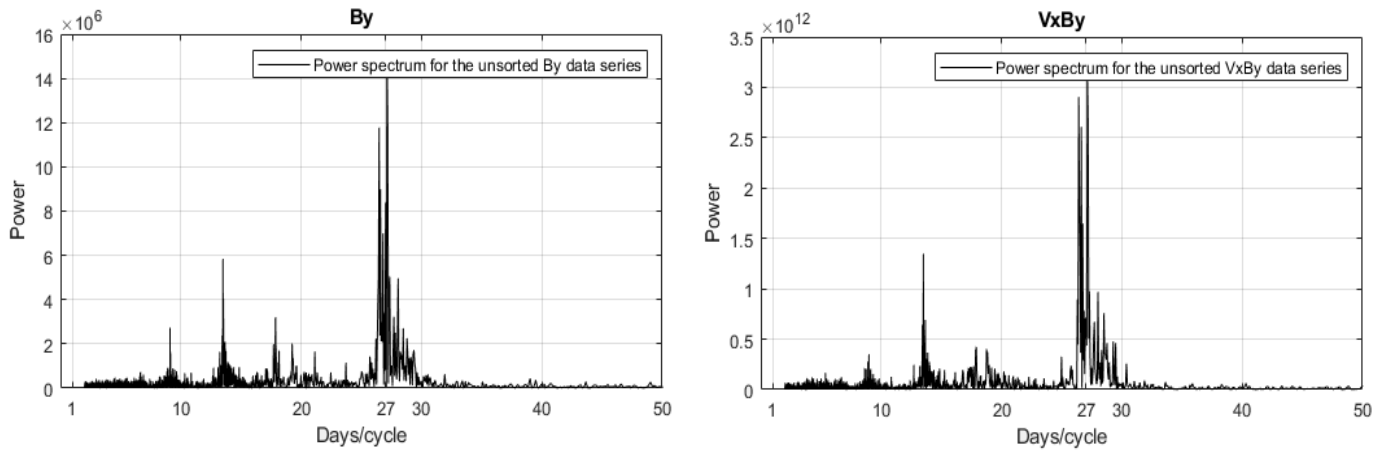 By
×10^6
Power spectrum for the unsorted By data series
16
14
12
10
8
6
4
2
0
Power
1 10 20 27 30 40 50
Days/cycle
VxBy
×10^12
Power spectrum for the unsorted VxBy data series
3.5
3
2.5
2
1.5
1
0.5
0
Power
1 10 20 27 30 40 50
Days/cycle